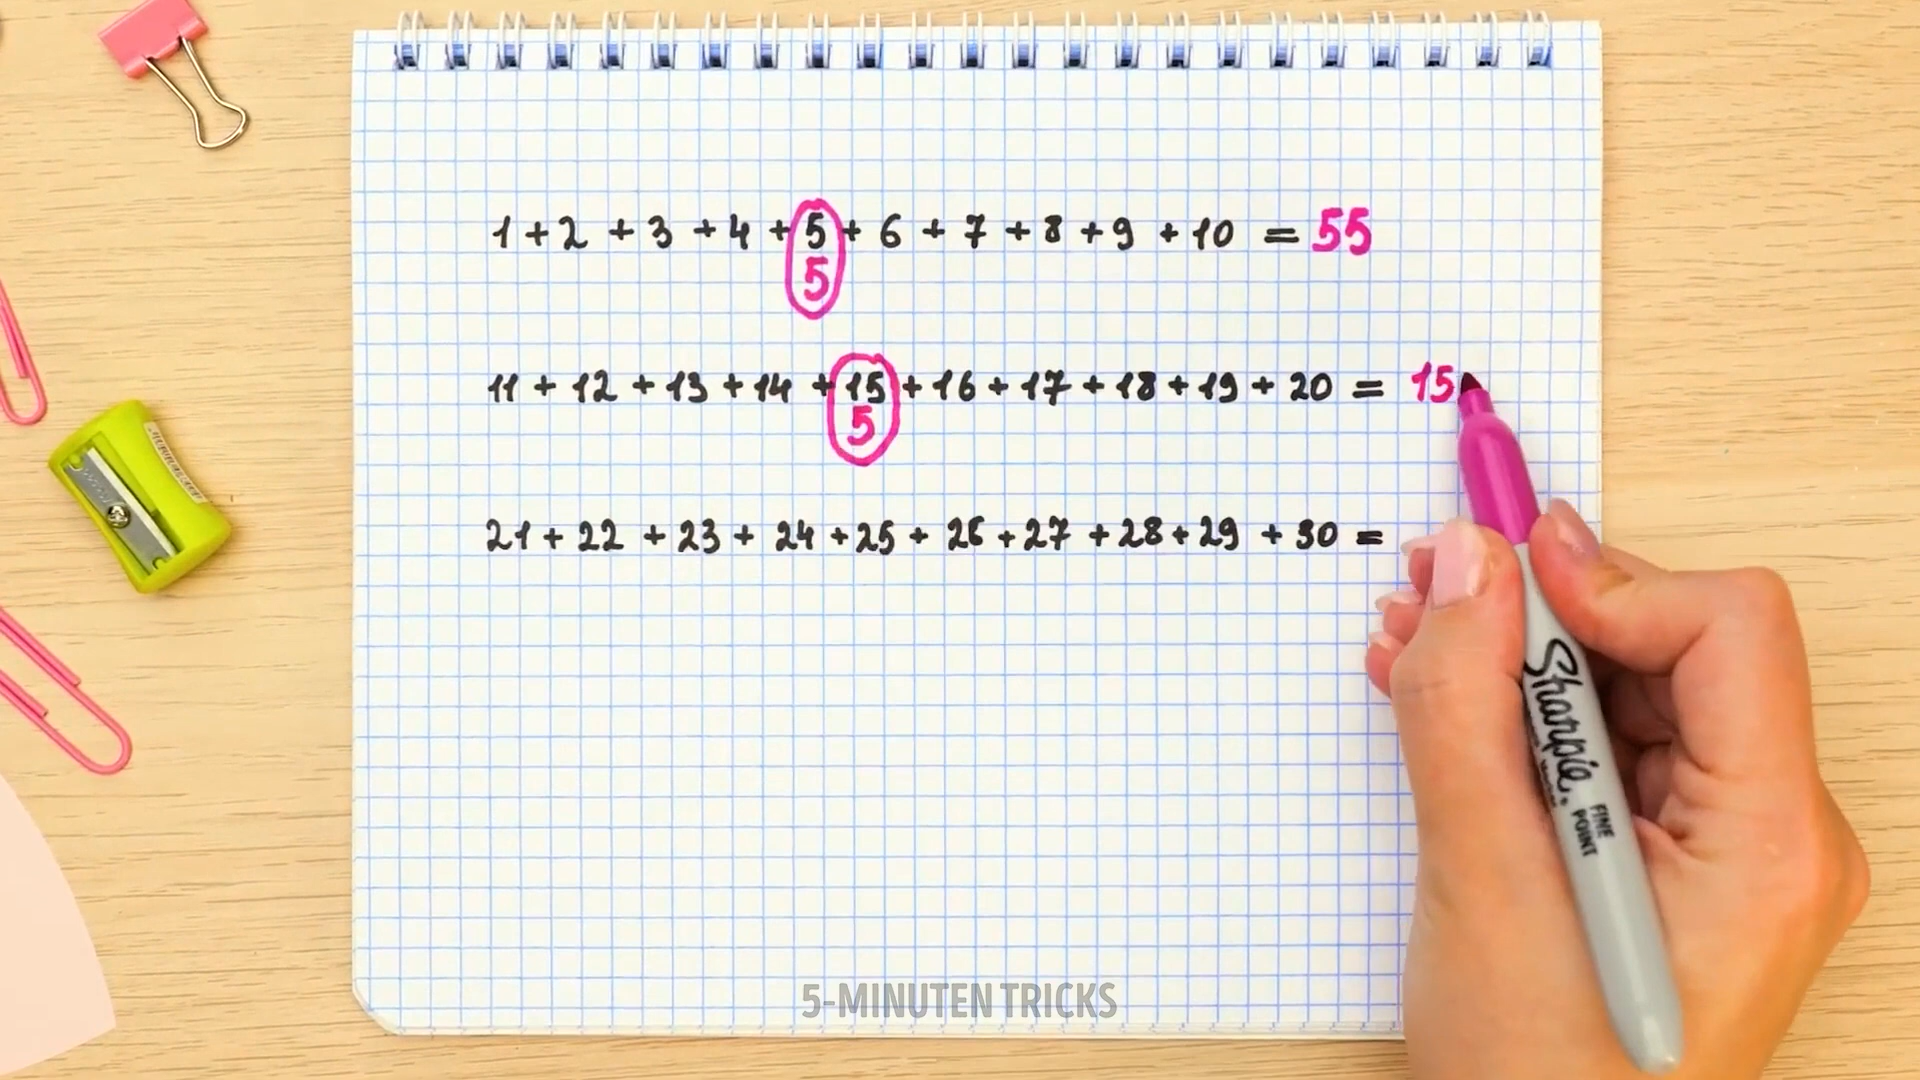 1 + 2 + 3 + 4 + 5 + 6 + 7 + 8 + 9 + 10 = 55
5
11 + 12 + 13 + 14 + 15 + 16 + 17 + 18 + 19 + 20 = 15
5
21 + 22 + 23 + 24 + 25 + 26 + 27 + 28 + 29 + 30 =
Sharpie.
FINE
POINT
5-MINUTEN TRICKS